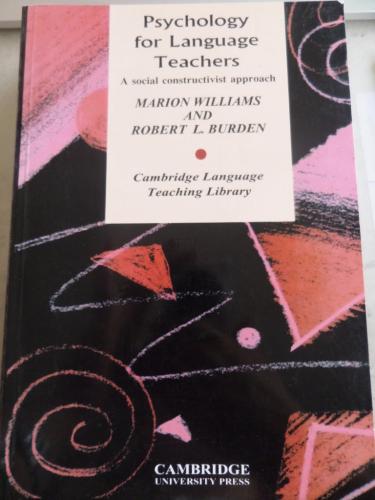 Psychology
for Language
Teachers
A social constructivist approach
MARION WILLIAMS
AND
ROBERT L. BURDEN
Cambridge Language
Teaching Library
CAMBRIDGE
UNIVERSITY PRESS